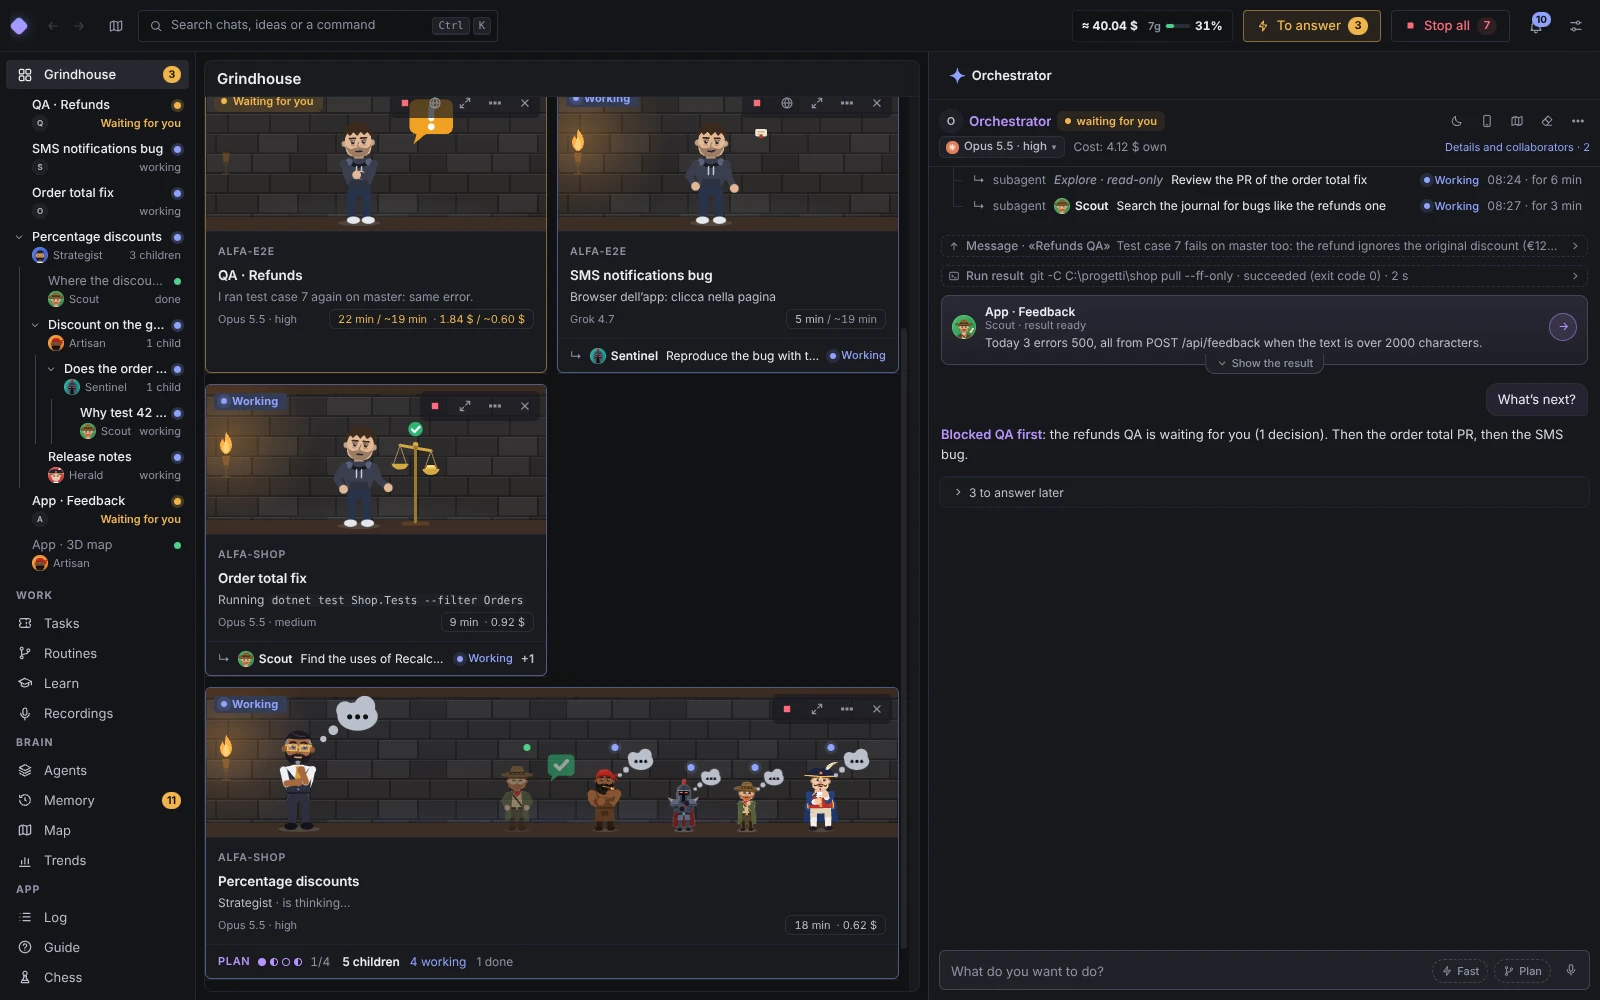 Search chats, ideas or a command Ctrl K
≈ 40.04 $ 7g 31%
To answer 3
Stop all 7
10
Grindhouse 3
QA · Refunds
Q Waiting for you
SMS notifications bug
S working
Order total fix
O working
Percentage discounts
Strategist 3 children
Where the discou...
Scout done
Discount on the g...
Artisan 1 child
Does the order ...
Sentinel 1 child
Why test 42 ...
Scout working
Release notes
Herald working
App · Feedback
A Waiting for you
App · 3D map
Artisan
WORK
Tasks
Routines
Learn
Recordings
BRAIN
Agents
Memory 11
Map
Trends
APP
Log
Guide
Chess
Grindhouse
Waiting for you
ALFA-E2E
QA · Refunds
I ran test case 7 again on master: same error.
Opus 5.5 · high 22 min / ~19 min · 1.84 $ / ~0.60 $
Working
ALFA-E2E
SMS notifications bug
Browser dell'app: clicca nella pagina
Grok 4.7 5 min / ~19 min
Sentinel Reproduce the bug with t... Working
Working
ALFA-SHOP
Order total fix
Running dotnet test Shop.Tests --filter Orders
Opus 5.5 · medium 9 min · 0.92 $
Scout Find the uses of Recalc... Working +1
Working
ALFA-SHOP
Percentage discounts
Strategist · is thinking...
Opus 5.5 · high 18 min · 0.62 $
PLAN 1/4 5 children 4 working 1 done
Orchestrator
O Orchestrator waiting for you
Opus 5.5 · high Cost: 4.12 $ own Details and collaborators · 2
subagent Explore · read-only Review the PR of the order total fix Working 08:24 · for 6 min
subagent Scout Search the journal for bugs like the refunds one Working 08:27 · for 3 min
Message · «Refunds QA» Test case 7 fails on master too: the refund ignores the original discount (€12...
Run result git -C C:\progetti\shop pull --ff-only · succeeded (exit code 0) · 2 s
App · Feedback
Scout · result ready
Today 3 errors 500, all from POST /api/feedback when the text is over 2000 characters.
Show the result
What's next?
Blocked QA first: the refunds QA is waiting for you (1 decision). Then the order total PR, then the SMS
bug.
3 to answer later
What do you want to do? Fast Plan